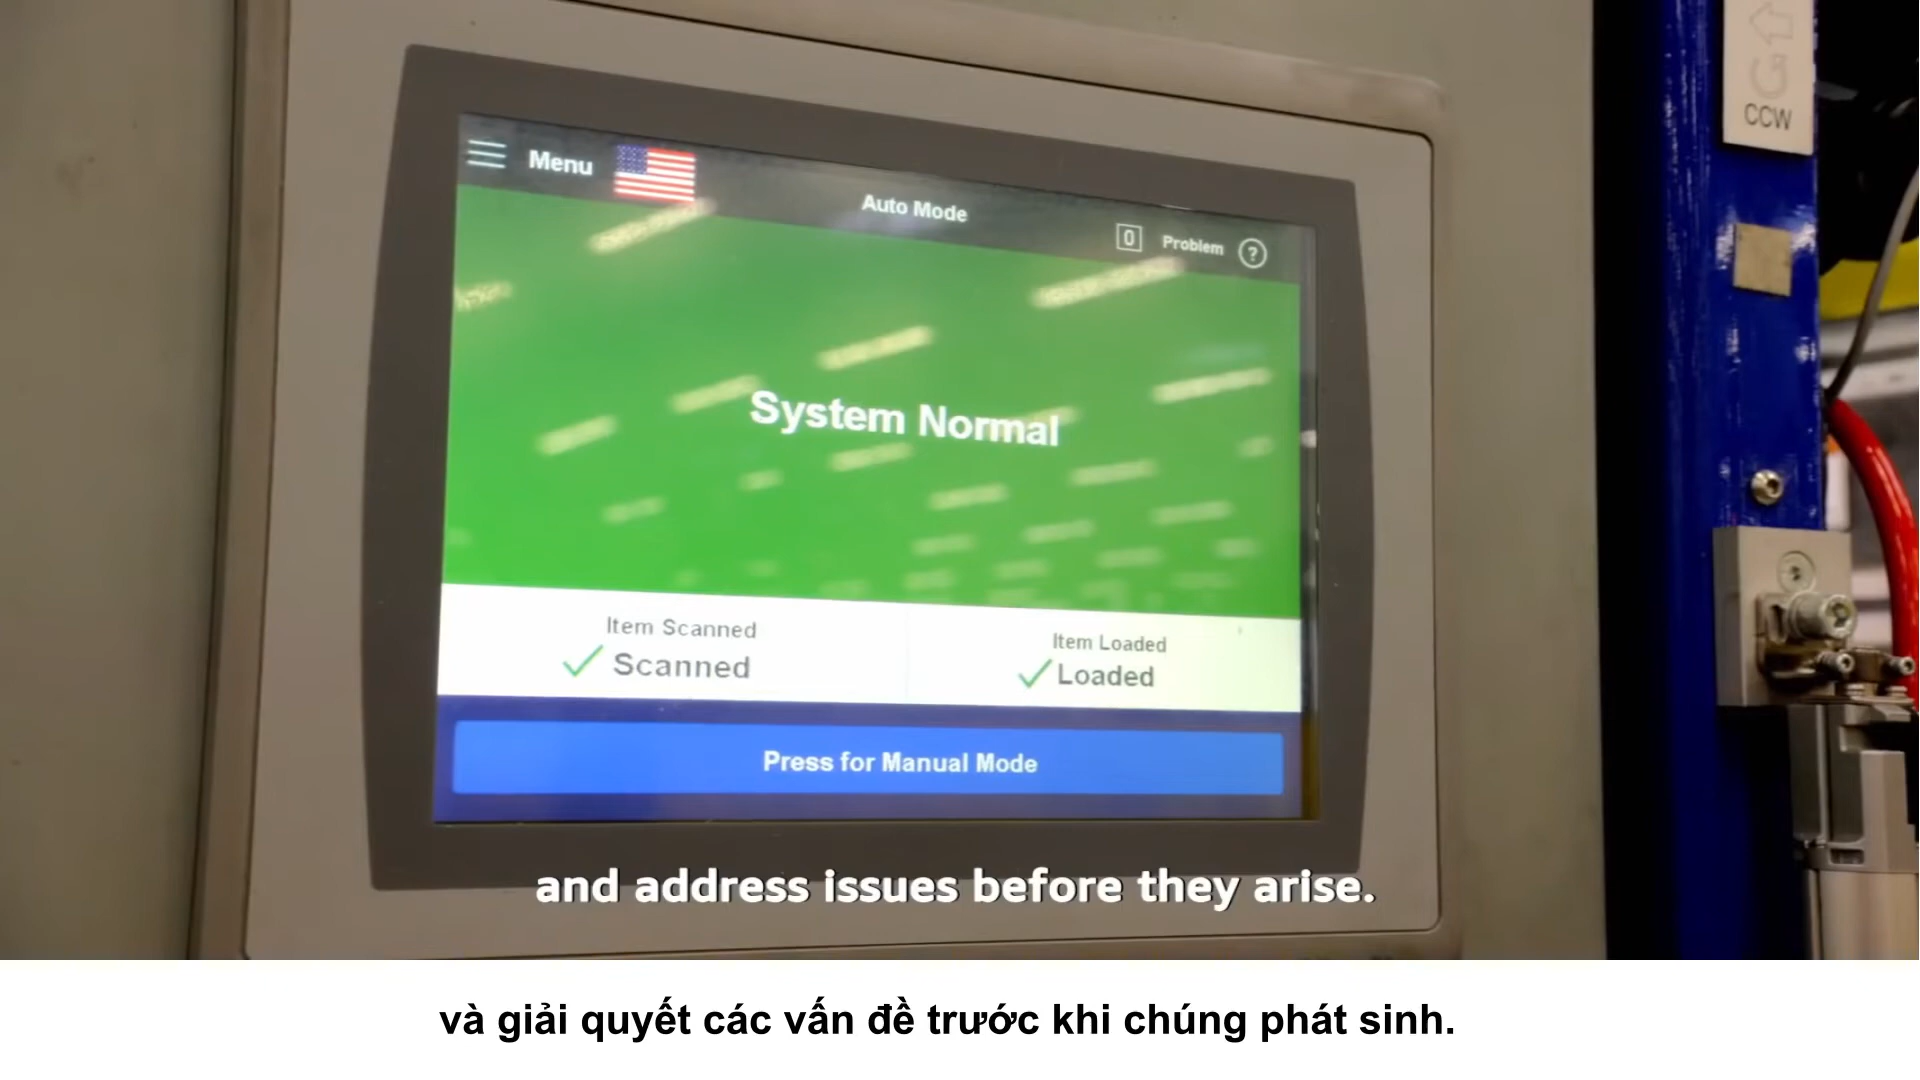 Menu
Auto Mode
0 Problem ?
CCW
System Normal
Item Scanned
Scanned
Item Loaded
Loaded
Press for Manual Mode
and address issues before they arise.
và giải quyết các vấn đề trước khi chúng phát sinh.